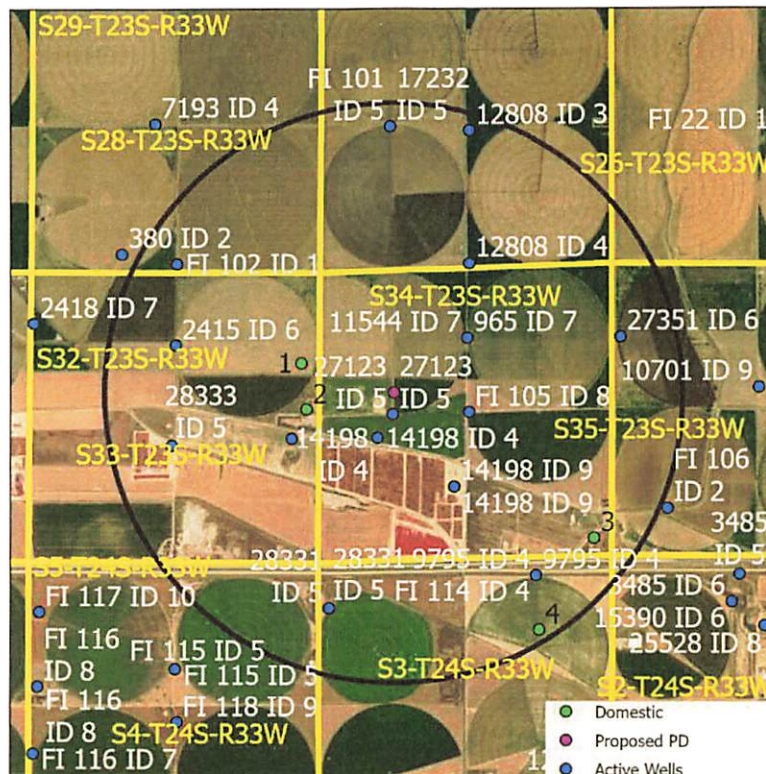 S29-T23S-R33W
FI 101 17232
ID 5 ID 5
7193 ID 4
12808 ID 3
FI 22 ID 1
S28-T23S-R33W
S26-T23S-R33W
380 ID 2
FI 102 ID 1
12808 ID 4
S34-T23S-R33W
2418 ID 7
2415 ID 6
11544 ID 7
965 ID 7
27351 ID 6
S32-T23S-R33W
1
27123 27123
10701 ID 9
28333
2
ID 5 ID 5
FI 105 ID 8
ID 5
14198
14198 ID 4
S35-T23S-R33W
S33-T23S-R33W
ID 4
14198 ID 9
FI 106
14198 ID 9
ID 2
3
3485
28331 28331 9795 ID 4
9795 ID 4
ID 5
S5-T24S-R33W
ID 5 ID 5 FI 114 ID 4
3485 ID 6
FI 117 ID 10
15390 ID 6
FI 116
4
25528 ID 8
ID 8
FI 115 ID 5
FI 115 ID 5
S3-T24S-R33W
S2-T24S-R33W
FI 116
FI 118 ID 9
ID 8
S4-T24S-R33W
FI 116 ID 7
Domestic
Proposed PD
Active Wells